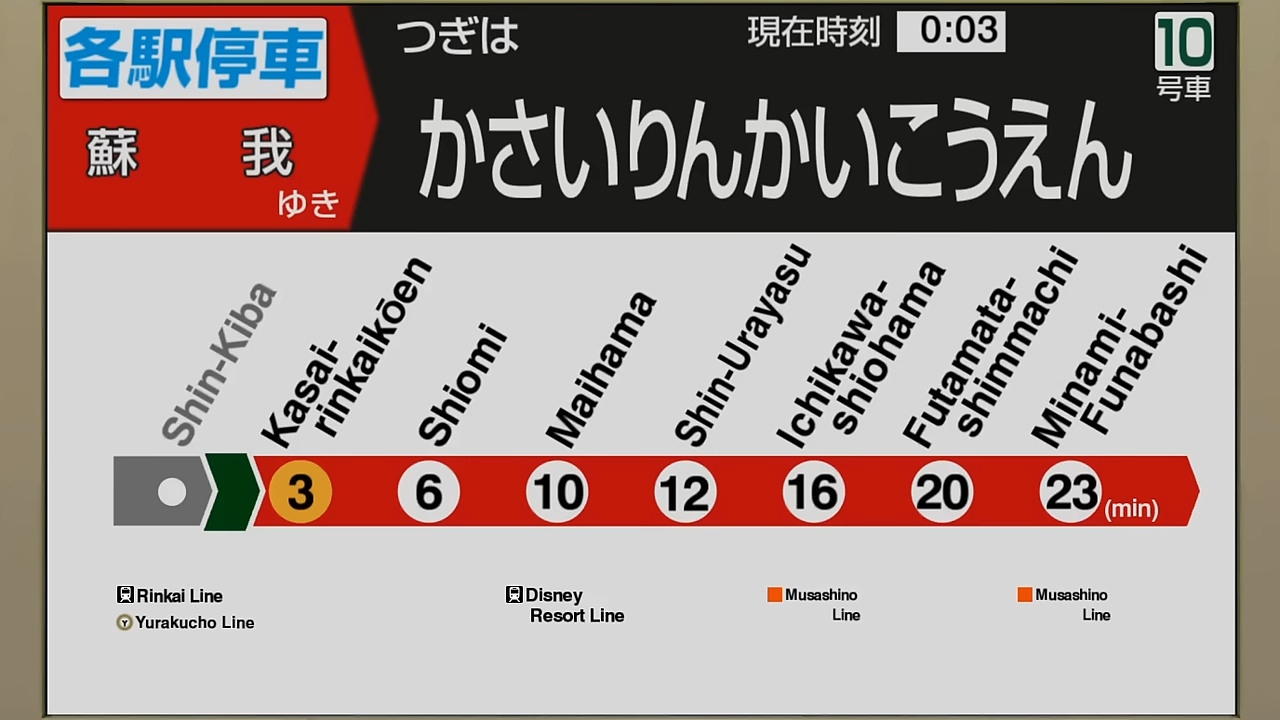 各駅停車
蘇我
ゆき
つぎは
現在時刻 0:03
10
号車
かさいりんかいこうえん
Shin-Kiba
Kasai-
rinkaikōen
Shiomi
Maihama
Shin-Urayasu
Ichikawa-
shiohama
Futamata-
shimmachi
Minami-
Funabashi
3 6 10 12 16 20 23 (min)
Rinkai Line
Y Yurakucho Line
Disney
Resort Line
Musashino
Line
Musashino
Line